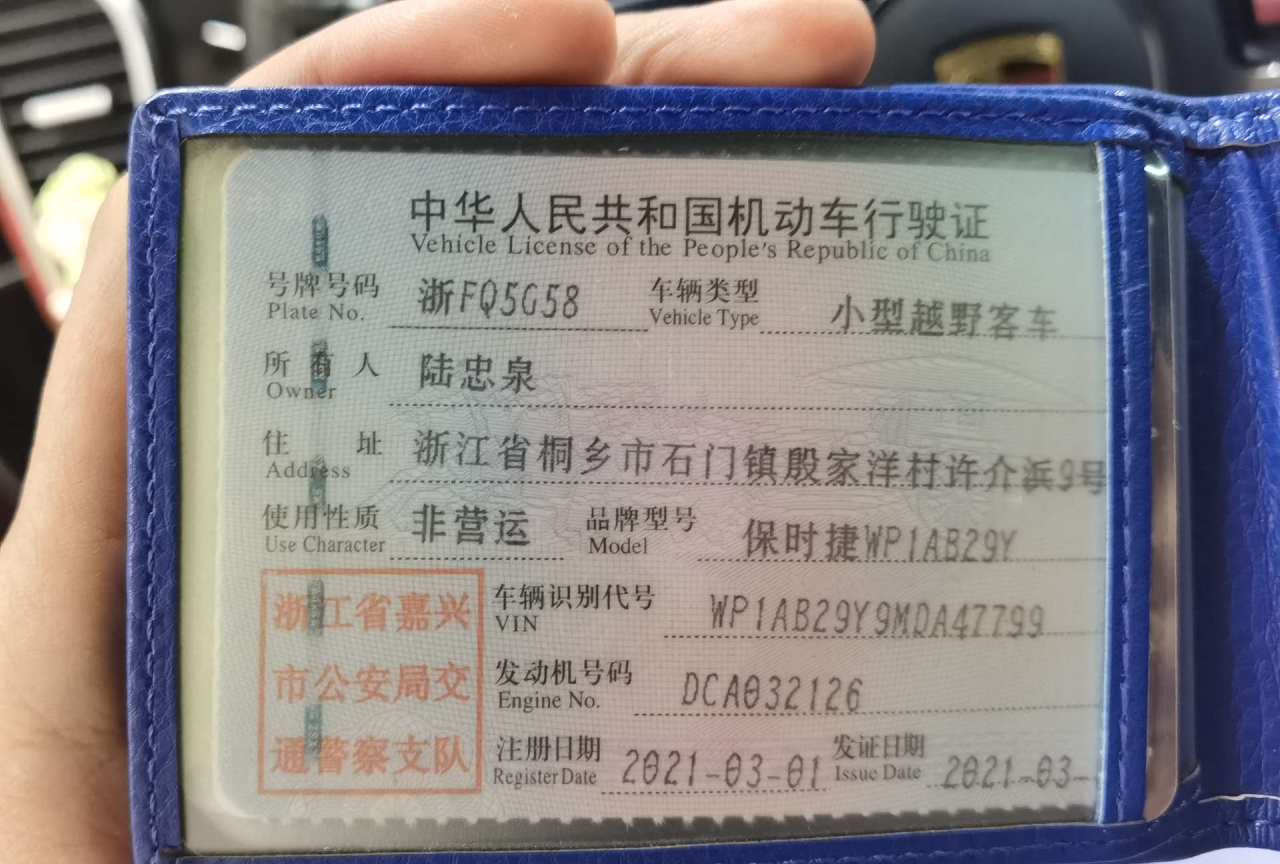 中华人民共和国机动车行驶证
Vehicle License of the People's Republic of China
号牌号码 浙FQ5G58 车辆类型 小型越野客车
Plate No. Vehicle Type
所有人 陆忠泉
Owner
住址 浙江省桐乡市石门镇殷家洋村许介浜9号
Address
使用性质 非营运 品牌型号 保时捷WP1AB29Y
Use Character Model
浙江省嘉兴
市公安局交
通警察支队
车辆识别代号 WP1AB29Y9MDA47799
VIN
发动机号码 DCA032126
Engine No.
注册日期 2021-03-01 发证日期 2021-03-
Register Date Issue Date